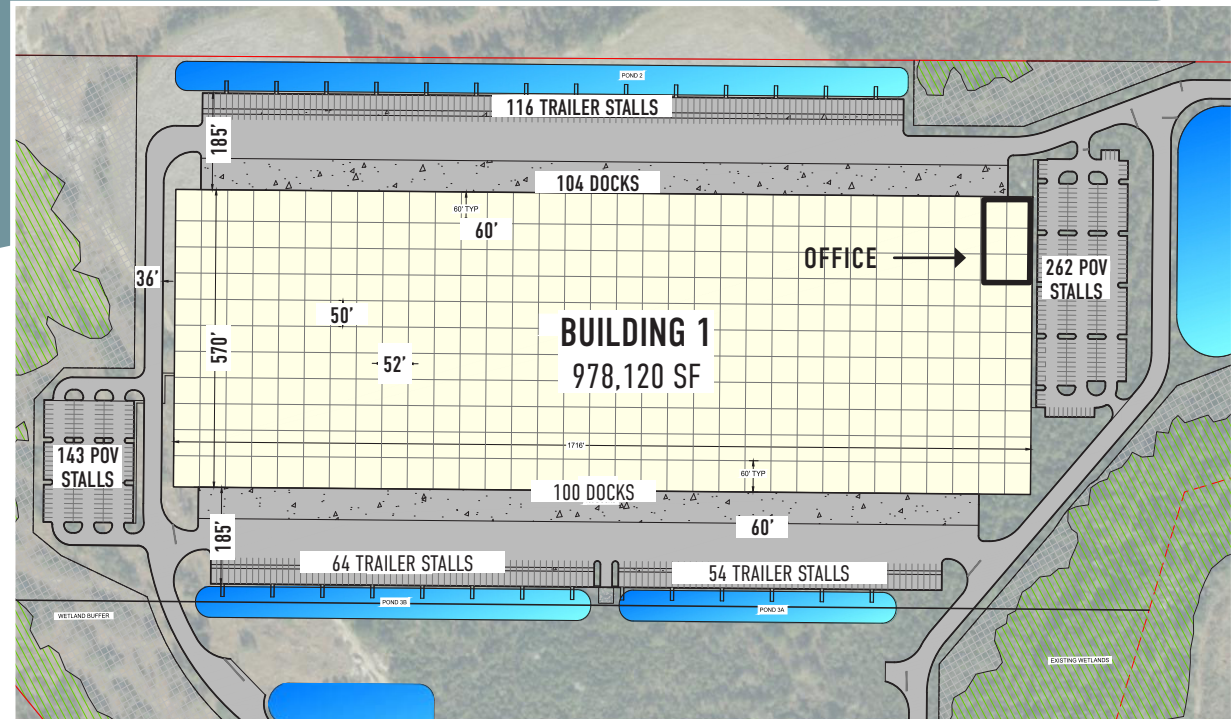 POND 2
116 TRAILER STALLS
185'
104 DOCKS
60' TYP
60'
OFFICE
262 POV
STALLS
36'
50'
570'
BUILDING 1
978,120 SF
52'
1716'
143 POV
STALLS
60' TYP
100 DOCKS
60'
185'
64 TRAILER STALLS
54 TRAILER STALLS
POND 3B
POND 3A
WETLAND BUFFER
EXISTING WETLANDS